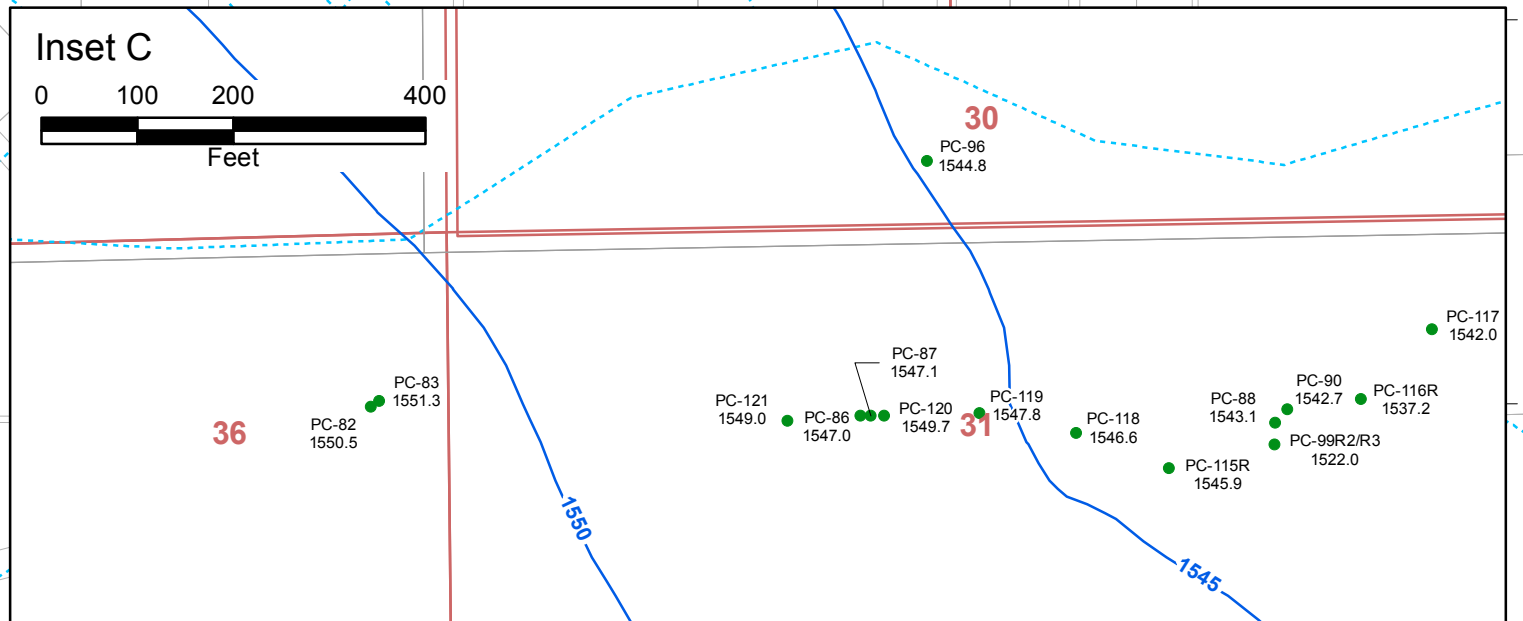 Inset C
0 100 200 400
Feet
30
PC-96
1544.8
PC-117
1542.0
PC-87
1547.1
PC-83
1551.3
PC-82
1550.5
36
PC-121
1549.0
PC-86
1547.0
PC-120
1549.7
PC-119
1547.8
31
PC-118
1546.6
PC-88
1543.1
PC-90
1542.7
PC-116R
1537.2
PC-99R2/R3
1522.0
PC-115R
1545.9
1550
1545